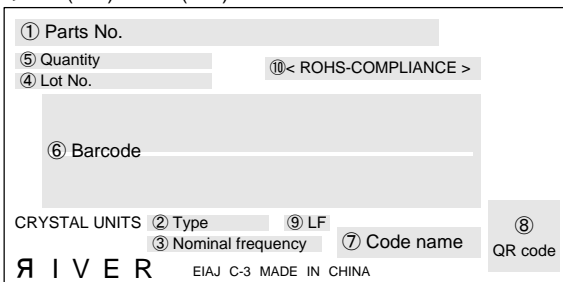 ① Parts No.
⑤ Quantity
⑩< ROHS-COMPLIANCE >
④ Lot No.
⑥ Barcode
CRYSTAL UNITS ② Type ⑨ LF
③ Nominal frequency ⑦ Code name
⑧
QR code
ЯIVER EIAJ C-3 MADE IN CHINA